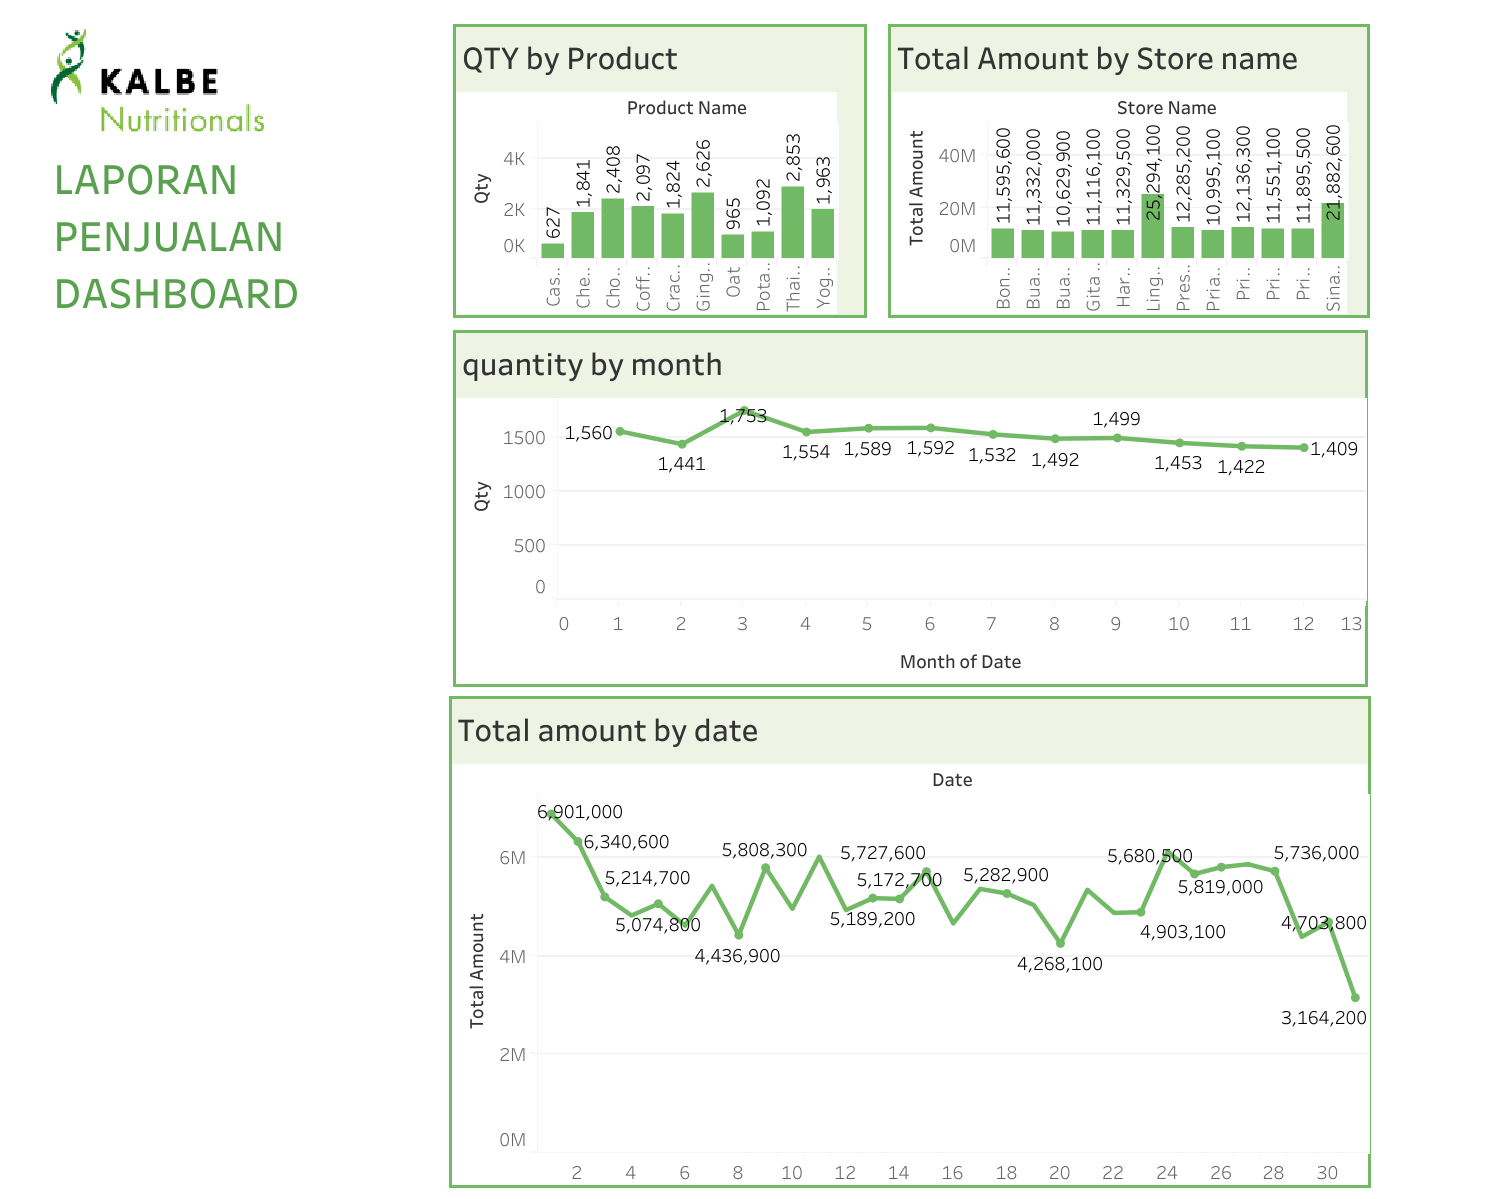 KALBE
Nutritionals
LAPORAN
PENJUALAN
DASHBOARD
QTY by Product
Product Name
Qty
4K
2K
0K
627
1,841
2,408
2,097
1,824
2,626
965
1,092
2,853
1,963
Cas..
Che..
Cho..
Coff..
Crac..
Ging..
Oat
Pota..
Thai..
Yog..
Total Amount by Store name
Store Name
Total Amount
40M
20M
0M
11,595,600
11,332,000
10,629,900
11,116,100
11,329,500
25,294,100
12,285,200
10,995,100
12,136,300
11,551,100
11,895,500
21,882,600
Bon..
Bua..
Bua..
Gita ..
Har..
Ling..
Pres..
Pria..
Pri..
Pri..
Pri..
Sina..
quantity by month
Qty
1500
1000
500
0
1,560
1,441
1,753
1,554
1,589
1,592
1,532
1,492
1,499
1,453
1,422
1,409
0 1 2 3 4 5 6 7 8 9 10 11 12 13
Month of Date
Total amount by date
Date
Total Amount
6M
4M
2M
0M
6,901,000
6,340,600
5,214,700
5,074,800
4,436,900
5,808,300
5,189,200
5,172,700
5,727,600
5,282,900
4,268,100
4,903,100
5,680,500
5,819,000
5,736,000
4,703,800
3,164,200
2 4 6 8 10 12 14 16 18 20 22 24 26 28 30